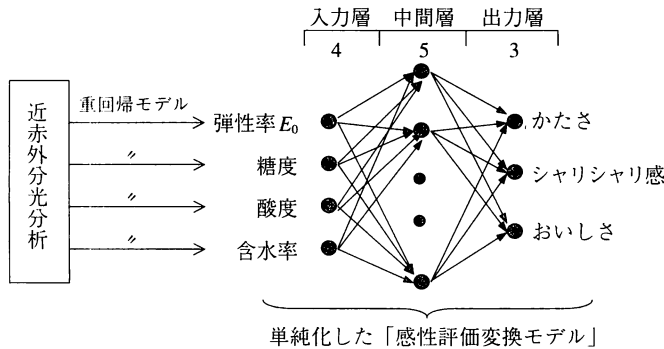 入力層 中間層 出力層
4 5 3
近赤外分光分析
重回帰モデル
〃
〃
〃
弾性率E₀
糖度
酸度
含水率
かたさ
シャリシャリ感
おいしさ
単純化した「感性評価変換モデル」